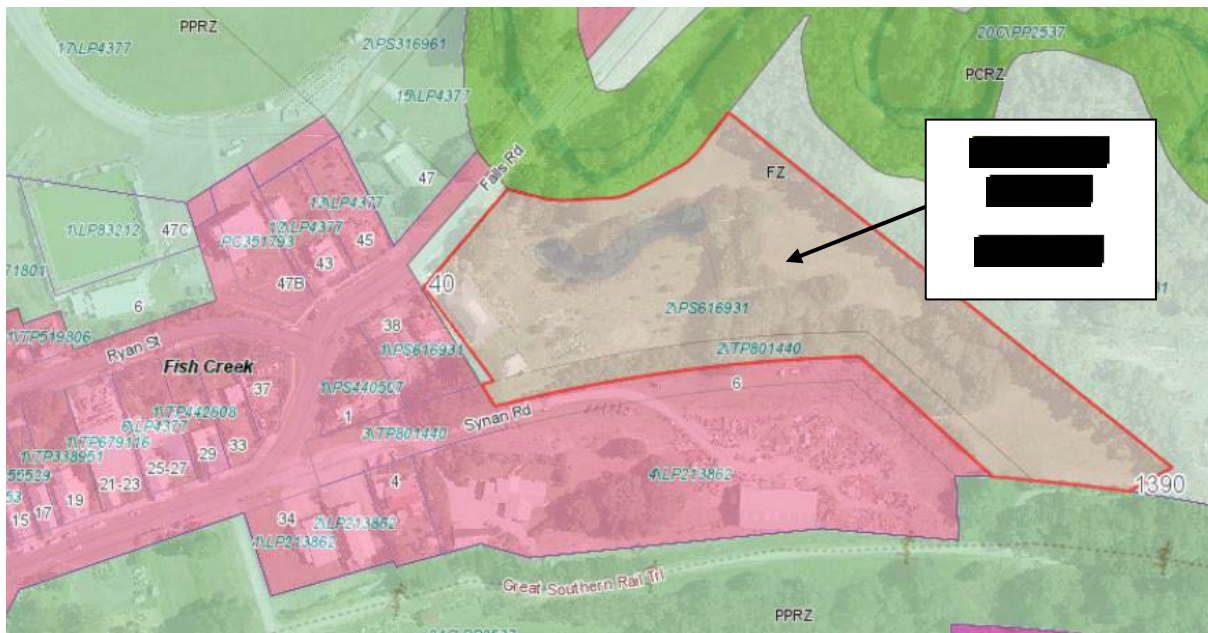 PPRZ
17\LP4377
2\PS316961
20C\PP2537
PCRZ
15\LP4377
Falls Rd
47
FZ
13\LP4377
1\LP83212
47C
12\LP4377
PC351793
45
43
71801
47B
40
6
2\PS616931
38
1\TP519806
Ryan St
1\PS616931
2\TP801440
Fish Creek
37
6
1\PS440507
1\TP442608
Synan Rd
1
6\LP4377
3\TP801440
1\TP679116
33
1\TP338951
29
25-27
4\LP213862
55529
21-23
4
1390
19
53
17
15
34
2\LP213862
1\LP213862
Great Southern Rail Trl
PPRZ